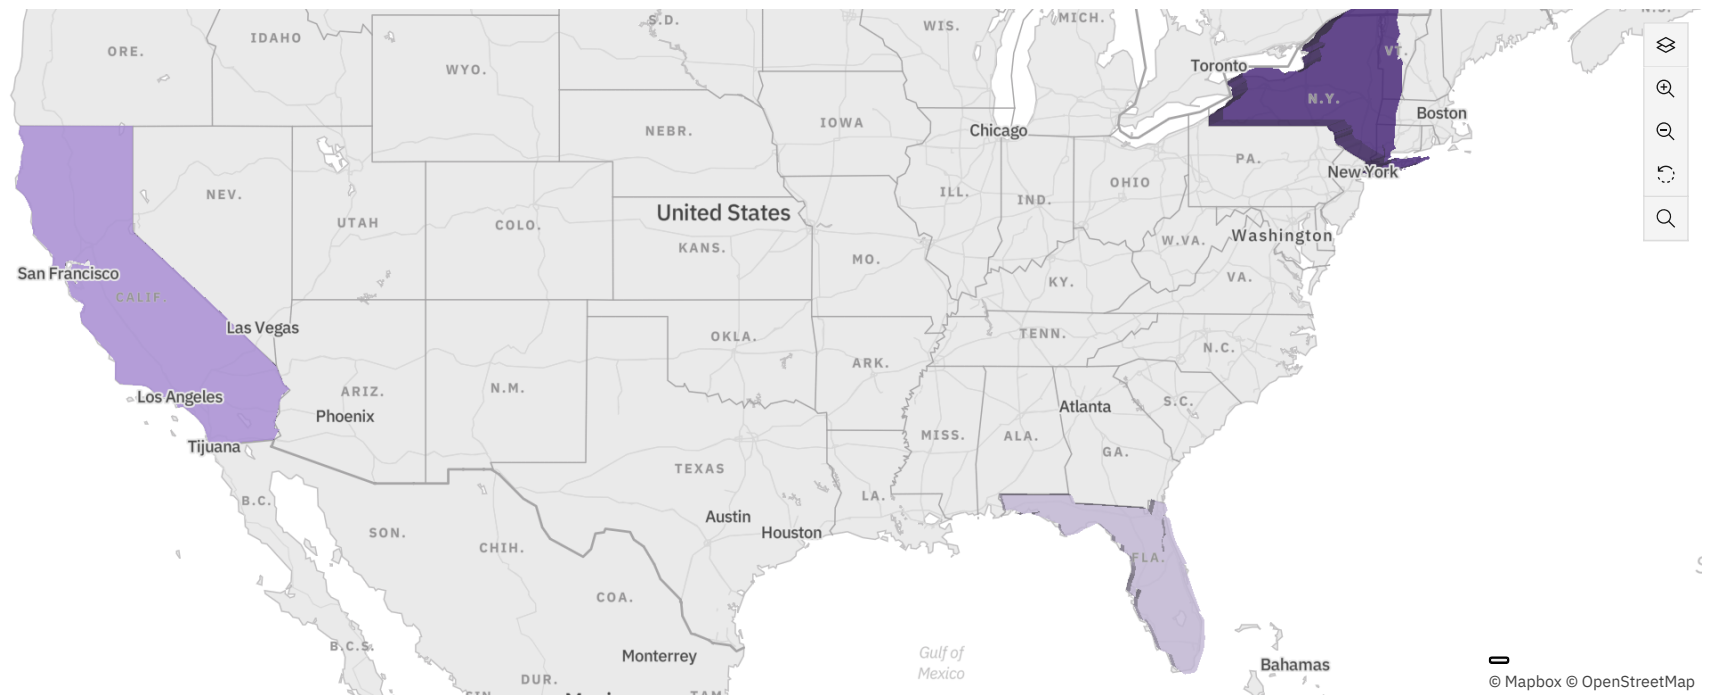 N.S.
S.D.
WIS.
MICH.
ORE.
IDAHO
WYO.
VT.
Toronto
N.Y.
Boston
NEBR.
IOWA
Chicago
PA.
New York
NEV.
ILL.
IND.
OHIO
UTAH
COLO.
United States
KANS.
MO.
W.VA.
Washington
San Francisco
CALIF.
KY.
VA.
Las Vegas
OKLA.
TENN.
N.C.
ARK.
Los Angeles
ARIZ.
N.M.
Phoenix
Atlanta
S.C.
Tijuana
MISS.
ALA.
GA.
TEXAS
B.C.
LA.
Austin
Houston
SON.
CHIH.
FLA.
COA.
B.C.S.
Monterrey
Gulf of
Mexico
Bahamas
DUR.
© Mapbox © OpenStreetMap